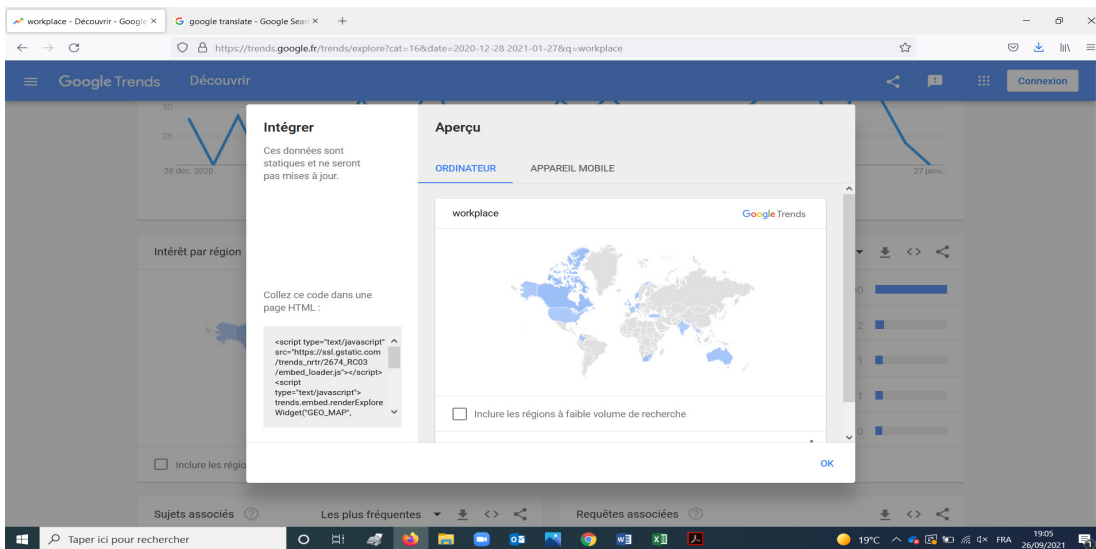 workplace - Découvrir - Google
google translate - Google Sear
https://trends.google.fr/trends/explore?cat=16&date=2020-12-28 2021-01-27&q=workplace
Google Trends Découvrir
Connexion
50
25
28 déc. 2020
27 janv...
Intégrer
Ces données sont
statiques et ne seront
pas mises à jour.
Collez ce code dans une
page HTML :
<script type="text/javascript"
src="https://ssl.gstatic.com
/trends_nrtr/2674_RC03
/embed_loader.js"></script>
<script
type="text/javascript">
trends.embed.renderExplore
Widget("GEO_MAP",
Aperçu
ORDINATEUR APPAREIL MOBILE
workplace
Google Trends
Inclure les régions à faible volume de recherche
OK
Intérêt par région
Inclure les régio
Sujets associés
Les plus fréquentes
Requêtes associées
Taper ici pour rechercher
19°C
FRA
19:05
26/09/2021